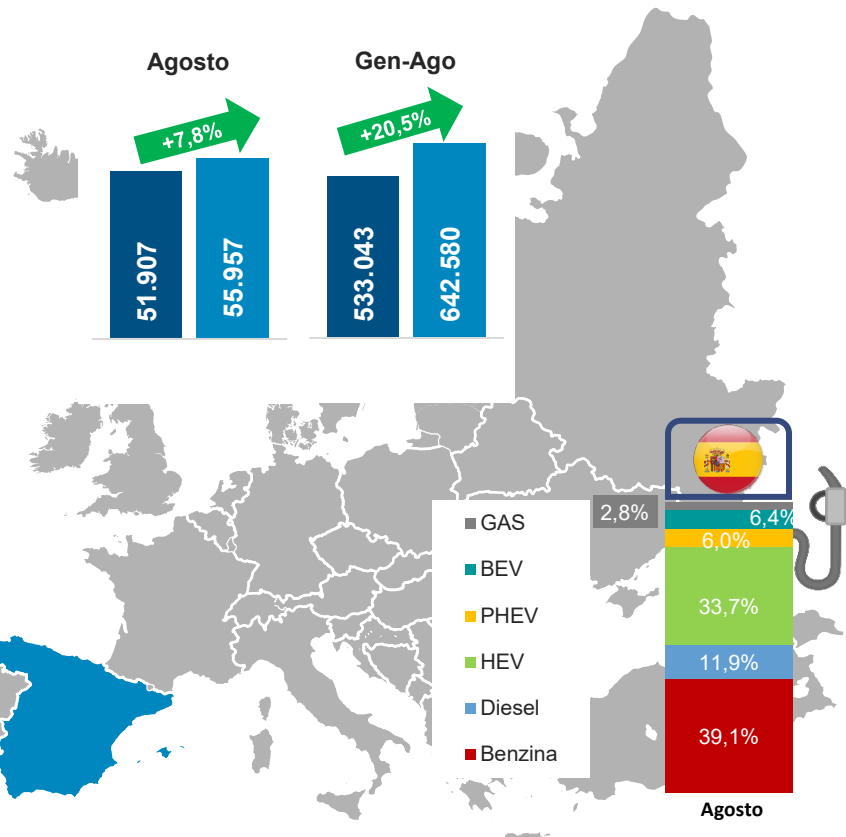 Agosto
Gen-Ago
+7,8%
+20,5%
51.907
55.957
533.043
642.580
GAS
BEV
PHEV
HEV
Diesel
Benzina
2,8%
6,4%
6,0%
33,7%
11,9%
39,1%
Agosto